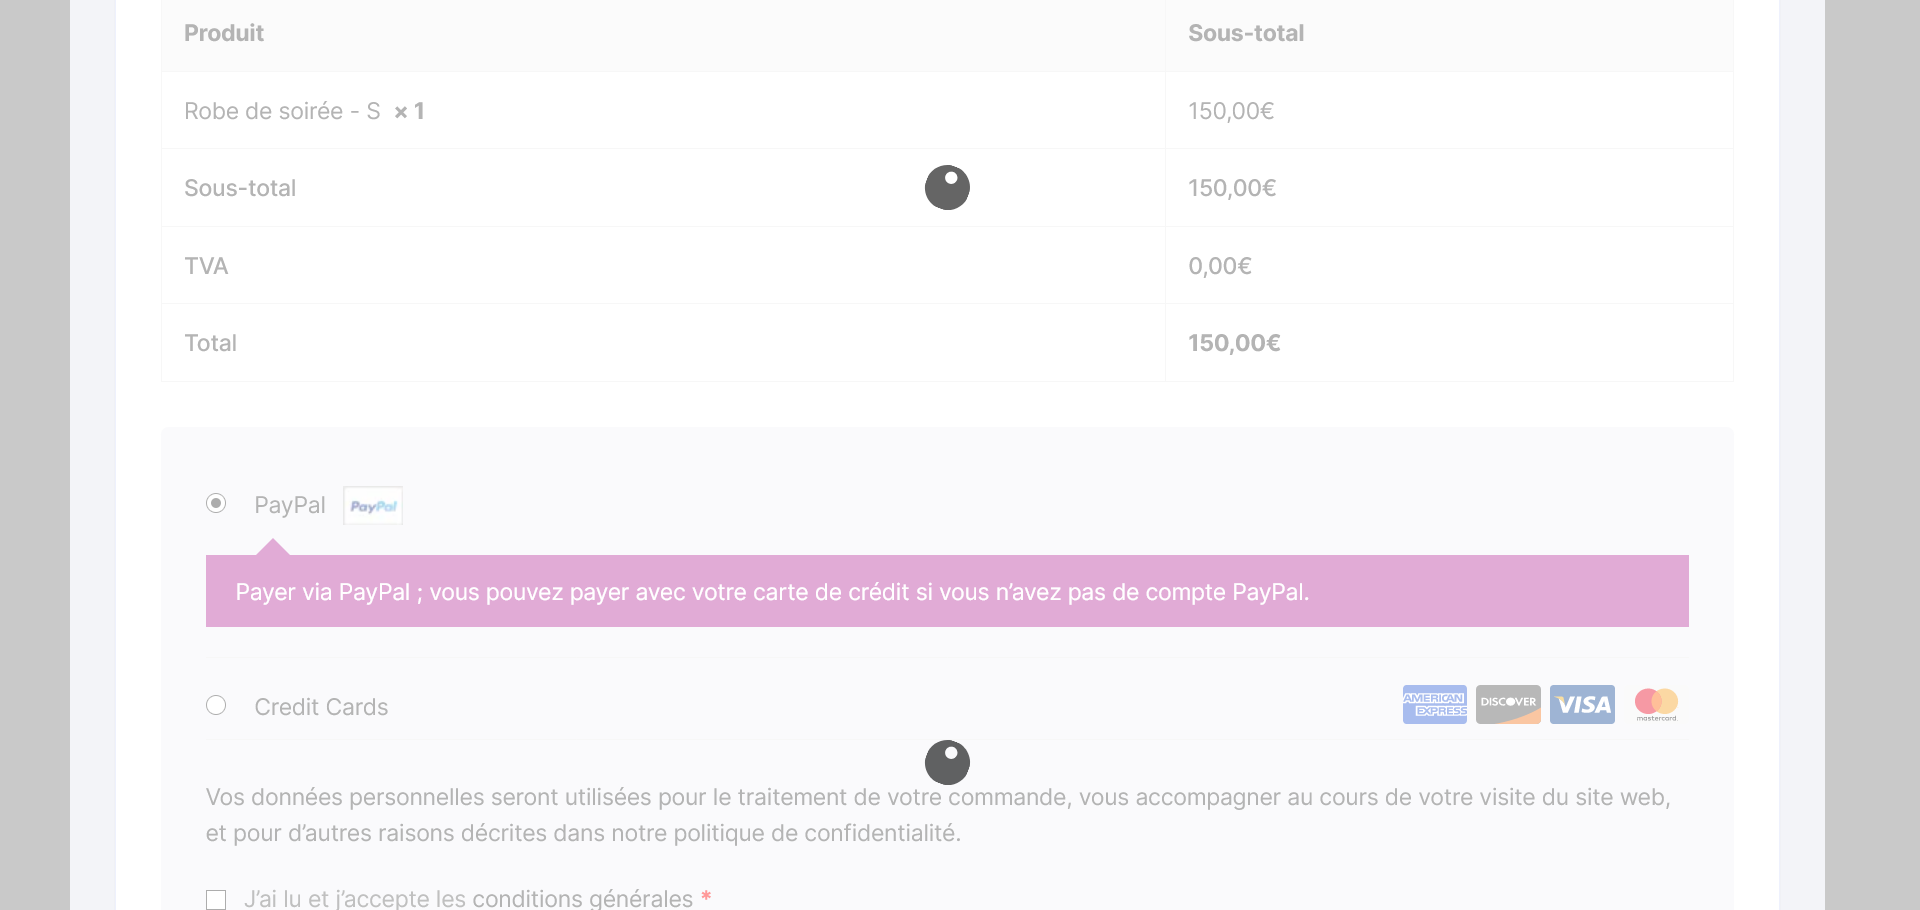 Produit Sous-total
Robe de soirée - S × 1 150,00€
Sous-total 150,00€
TVA 0,00€
Total 150,00€
PayPal PayPal
Payer via PayPal ; vous pouvez payer avec votre carte de crédit si vous n’avez pas de compte PayPal.
Credit Cards AMERICAN EXPRESS DISCOVER VISA mastercard
Vos données personnelles seront utilisées pour le traitement de votre commande, vous accompagner au cours de votre visite du site web,
et pour d’autres raisons décrites dans notre politique de confidentialité.
J’ai lu et j’accepte les conditions générales *